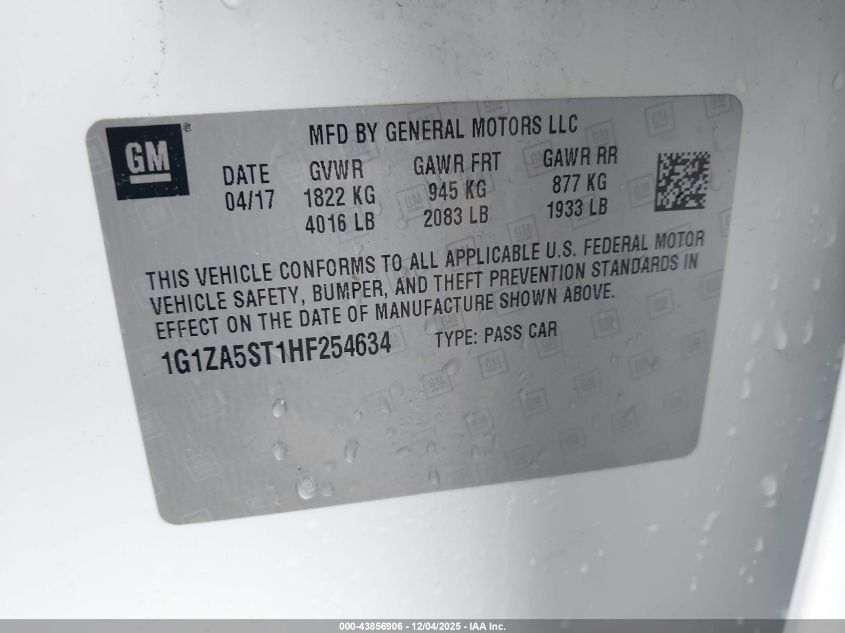 GM ®
MFD BY GENERAL MOTORS LLC
DATE GVWR GAWR FRT GAWR RR
04/17 1822 KG 945 KG 877 KG
4016 LB 2083 LB 1933 LB
THIS VEHICLE CONFORMS TO ALL APPLICABLE U.S. FEDERAL MOTOR
VEHICLE SAFETY, BUMPER, AND THEFT PREVENTION STANDARDS IN
EFFECT ON THE DATE OF MANUFACTURE SHOWN ABOVE.
1G1ZA5ST1HF254634 TYPE: PASS CAR
000-43856906 - 12/04/2025 - IAA Inc.